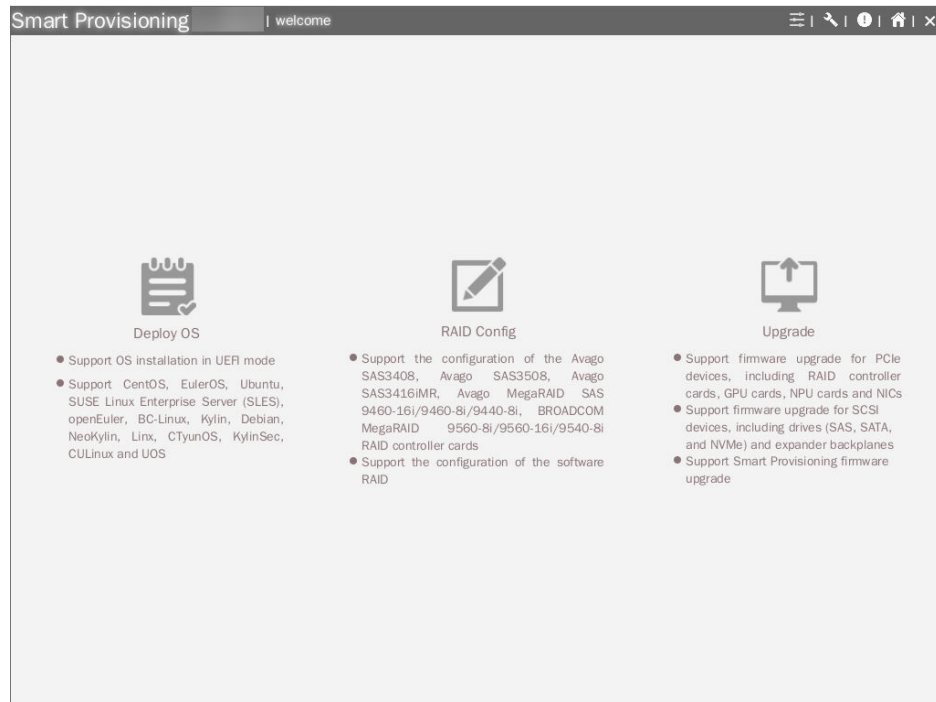 Smart Provisioning | welcome
Deploy OS
● Support OS installation in UEFI mode
● Support CentOS, EulerOS, Ubuntu,
SUSE Linux Enterprise Server (SLES),
openEuler, BC-Linux, Kylin, Debian,
NeoKylin, Linx, CTyunOS, KylinSec,
CULinux and UOS
RAID Config
● Support the configuration of the Avago
SAS3408, Avago SAS3508, Avago
SAS3416iMR, Avago MegaRAID SAS
9460-16i/9460-8i/9440-8i, BROADCOM
MegaRAID 9560-8i/9560-16i/9540-8i
RAID controller cards
● Support the configuration of the software
RAID
Upgrade
● Support firmware upgrade for PCIe
devices, including RAID controller
cards, GPU cards, NPU cards and NICs
● Support firmware upgrade for SCSI
devices, including drives (SAS, SATA,
and NVMe) and expander backplanes
● Support Smart Provisioning firmware
upgrade